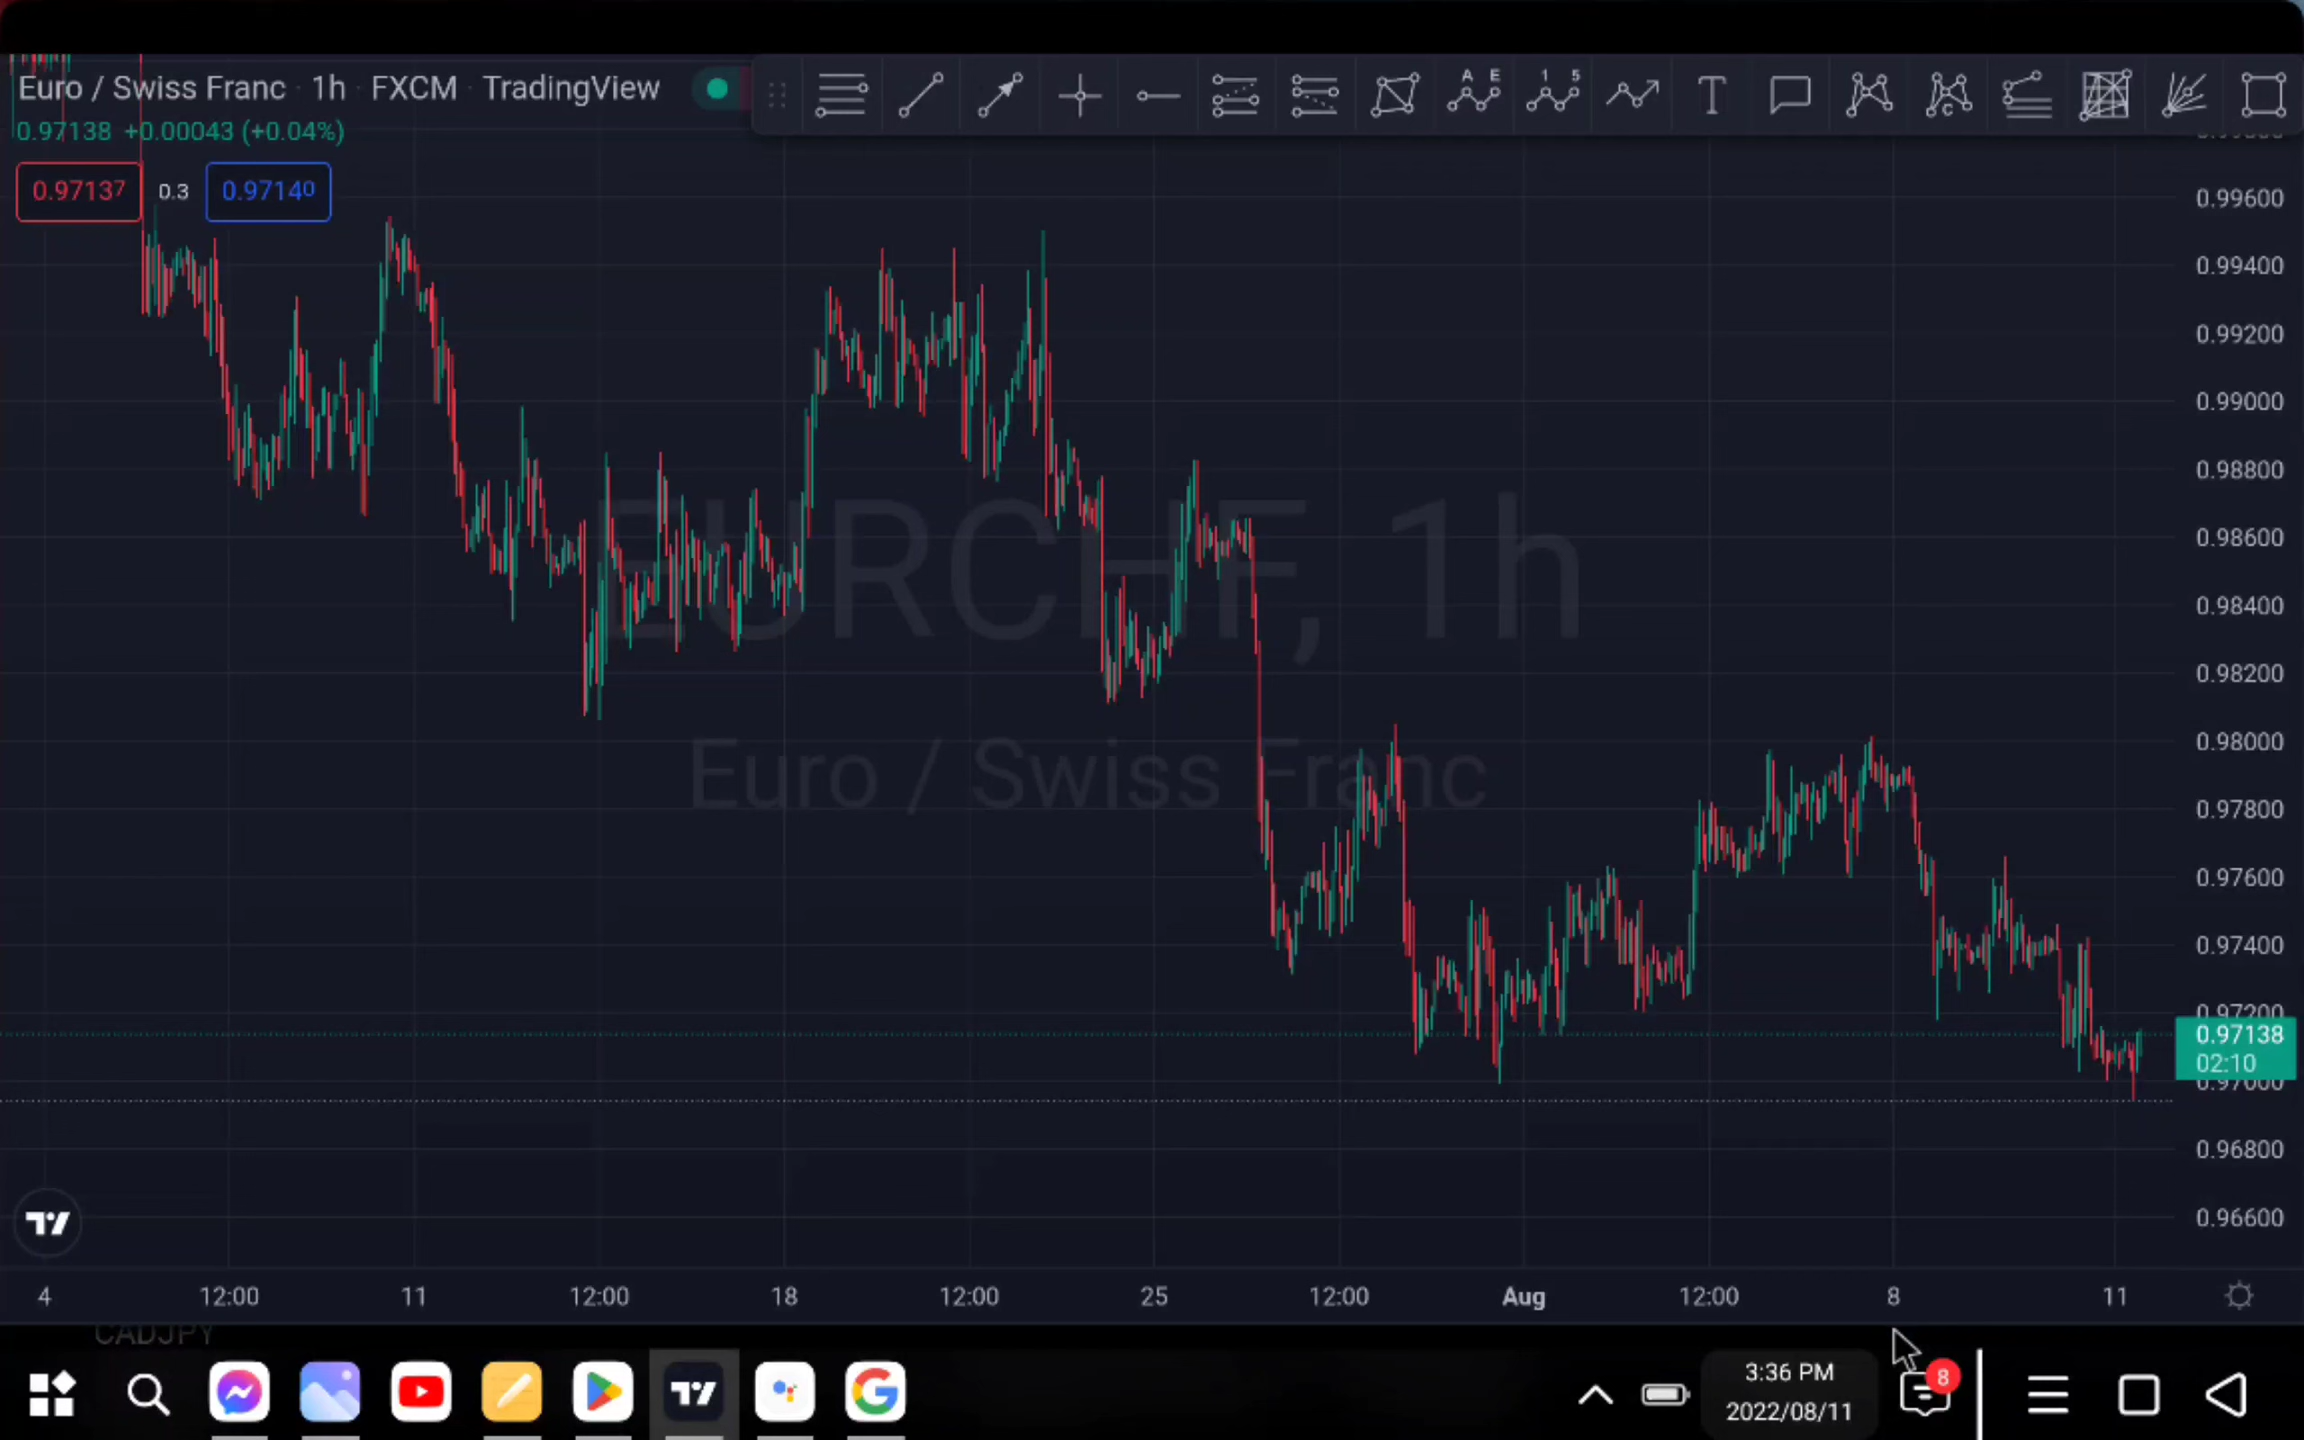 Euro / Swiss Franc · 1h · FXCM · TradingView
0.97138 +0.00043 (+0.04%)
0.97137 0.3 0.97140
A E
1 5
T
C
0.99600
0.99400
0.99200
0.99000
0.98800
0.98600
0.98400
0.98200
0.98000
0.97800
0.97600
0.97400
0.97200
0.97138
02:10
0.97000
0.96800
0.96600
EURCHF, 1h
Euro / Swiss Franc
4 12:00 11 12:00 18 12:00 25 12:00 Aug 12:00 8 11
CADJPY
3:36 PM
2022/08/11
8